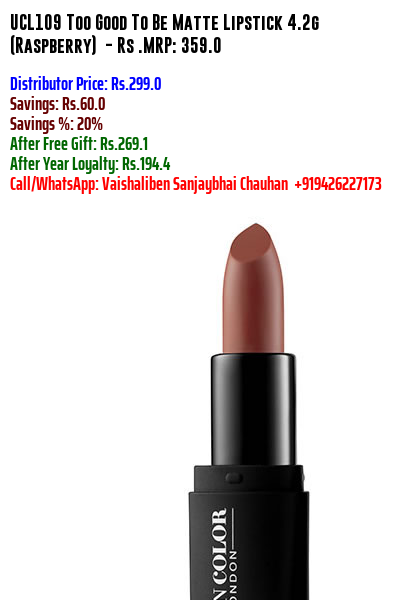 UCL109 Too Good To Be Matte Lipstick 4.2g
(Raspberry) - Rs .MRP: 359.0
Distributor Price: Rs.299.0
Savings: Rs.60.0
Savings %: 20%
After Free Gift: Rs.269.1
After Year Loyalty: Rs.194.4
Call/WhatsApp: Vaishaliben Sanjaybhai Chauhan +919426227173
N COLOR
ONDON